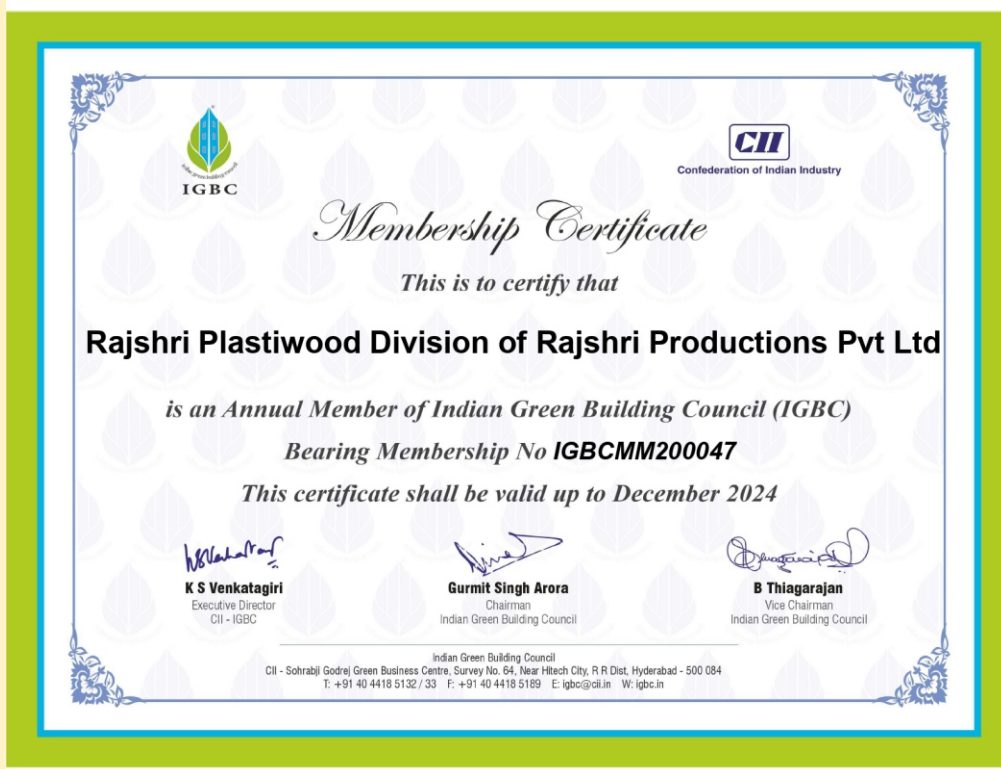 indian green building council
IGBC
CII
Confederation of Indian Industry
Membership Certificate
This is to certify that
Rajshri Plastiwood Division of Rajshri Productions Pvt Ltd
is an Annual Member of Indian Green Building Council (IGBC)
Bearing Membership No IGBCMM200047
This certificate shall be valid up to December 2024
K S Venkatagiri
Executive Director
CII - IGBC
Gurmit Singh Arora
Chairman
Indian Green Building Council
B Thiagarajan
Vice Chairman
Indian Green Building Council
Indian Green Building Council
CII - Sohrabji Godrej Green Business Centre, Survey No. 64, Near Hitech City, R R Dist, Hyderabad - 500 084
T: +91 40 4418 5132 / 33 F: +91 40 4418 5189 E: igbc@cii.in W: igbc.in